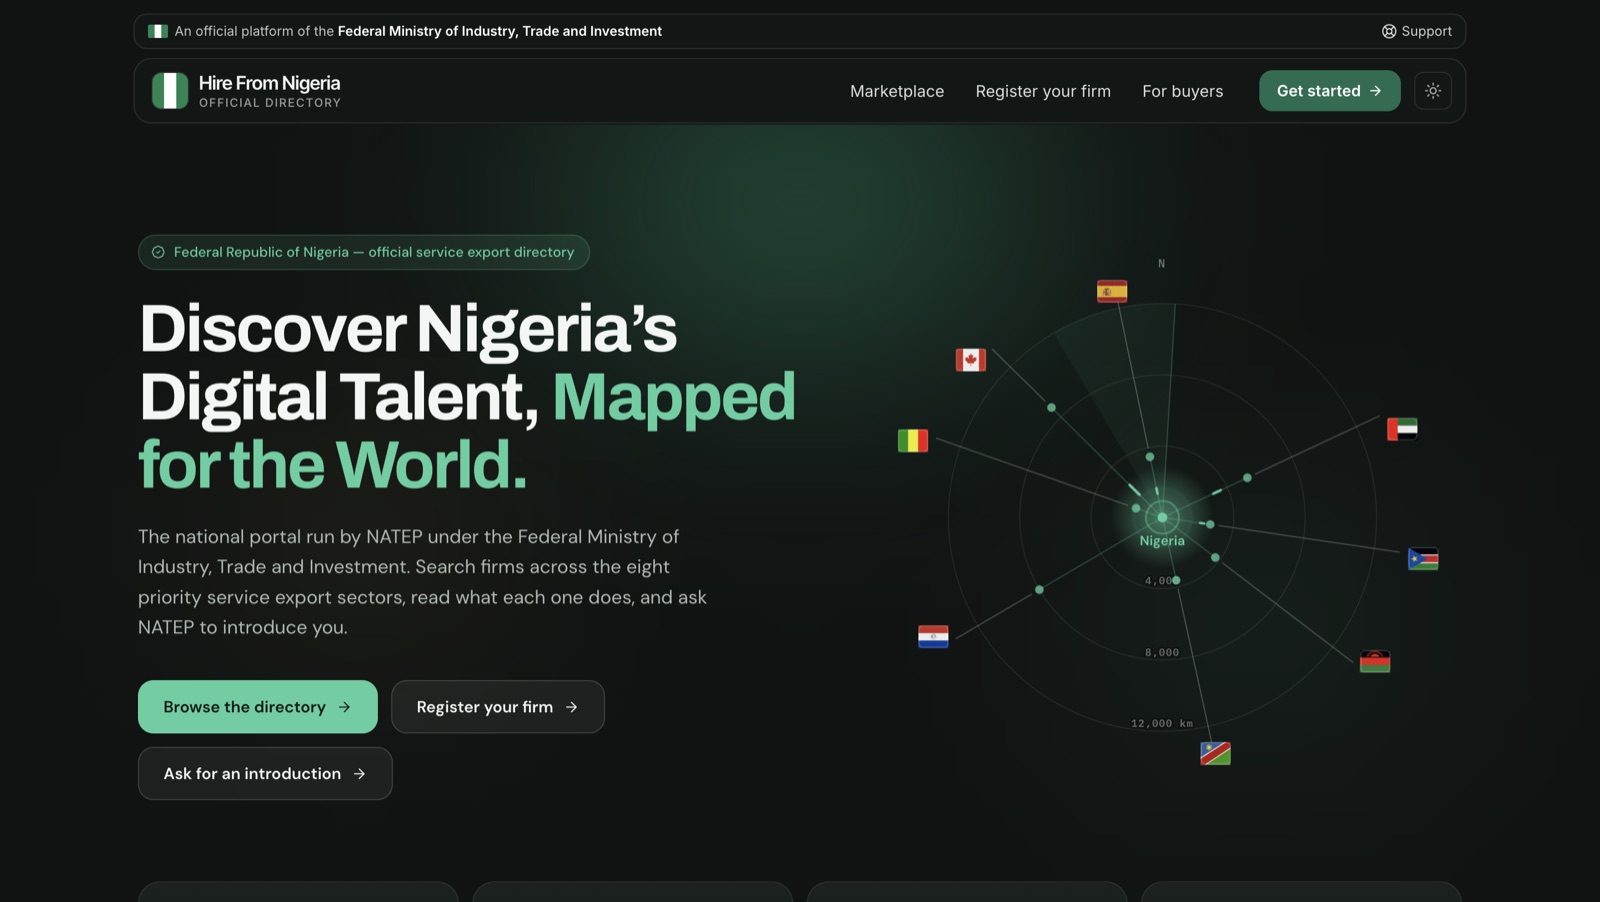 An official platform of the Federal Ministry of Industry, Trade and Investment
Support
Hire From Nigeria
OFFICIAL DIRECTORY
Marketplace
Register your firm
For buyers
Get started
Federal Republic of Nigeria — official service export directory
Discover Nigeria’s
Digital Talent, Mapped
for the World.
The national portal run by NATEP under the Federal Ministry of
Industry, Trade and Investment. Search firms across the eight
priority service export sectors, read what each one does, and ask
NATEP to introduce you.
Browse the directory
Register your firm
Ask for an introduction
N
Nigeria
4,00
8,000
12,000 km